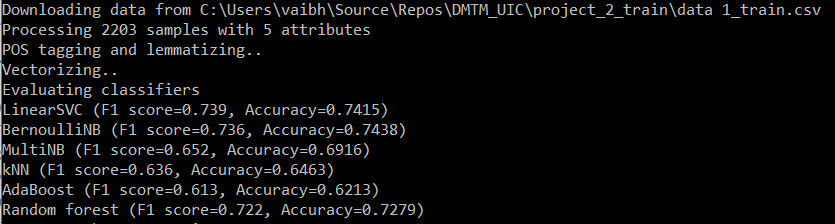 Downloading data from C:\Users\vaibh\Source\Repos\DMTM_UIC\project_2_train\data 1_train.csv
Processing 2203 samples with 5 attributes
POS tagging and lemmatizing..
Vectorizing..
Evaluating classifiers
LinearSVC (F1 score=0.739, Accuracy=0.7415)
BernoulliNB (F1 score=0.736, Accuracy=0.7438)
MultiNB (F1 score=0.652, Accuracy=0.6916)
kNN (F1 score=0.636, Accuracy=0.6463)
AdaBoost (F1 score=0.613, Accuracy=0.6213)
Random forest (F1 score=0.722, Accuracy=0.7279)